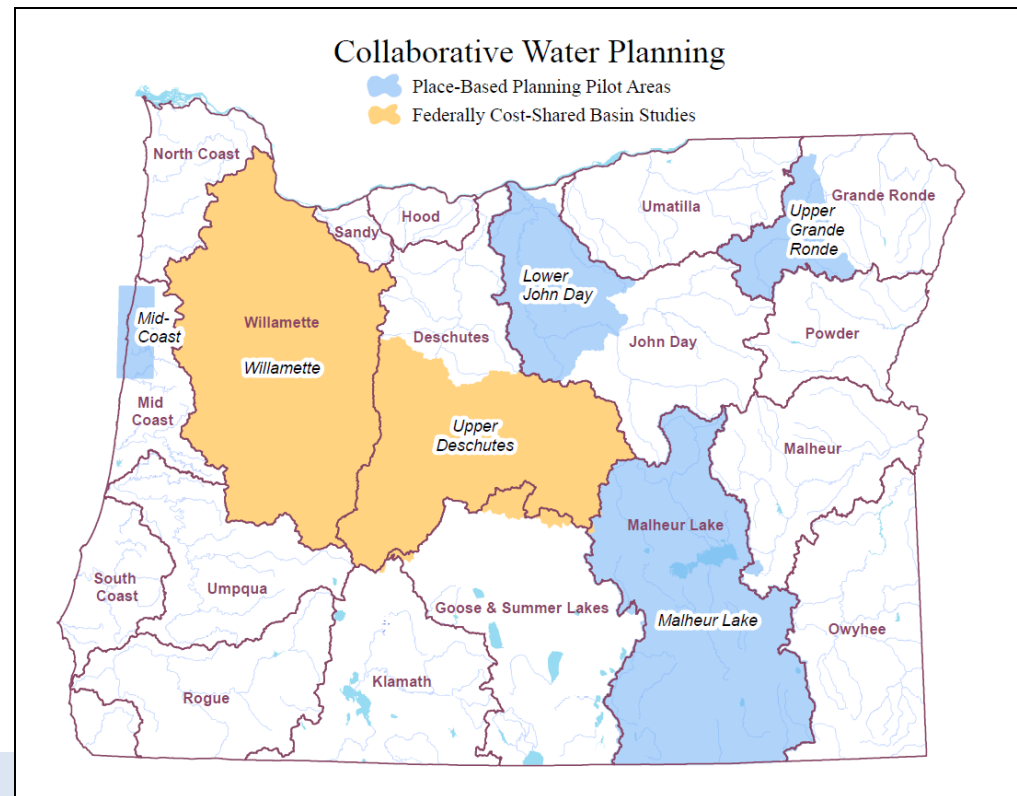 Collaborative Water Planning
Place-Based Planning Pilot Areas
Federally Cost-Shared Basin Studies
North Coast
Hood
Sandy
Umatilla
Grande Ronde
Upper
Grande
Ronde
Lower
John Day
Mid-
Coast
Willamette
Willamette
Deschutes
John Day
Powder
Mid
Coast
Upper
Deschutes
Malheur
Malheur Lake
South
Coast
Umpqua
Goose & Summer Lakes
Malheur Lake
Owyhee
Rogue
Klamath